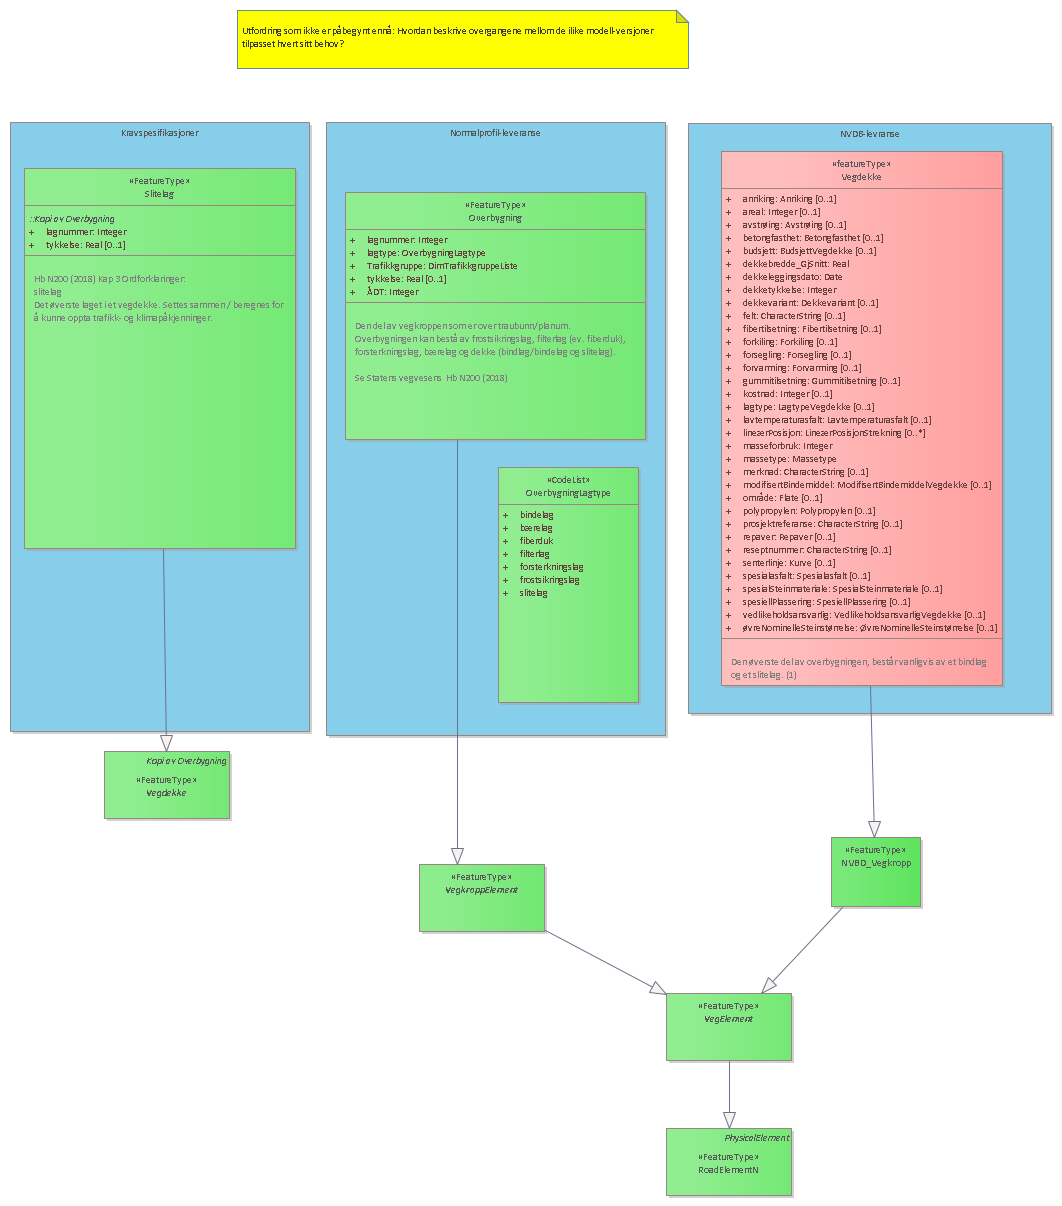 Utfordring som ikke er påbegynt ennå: Hvordan beskrive overgangene mellom de ilike modell-versjoner
tilpasset hvert sitt behov?
Kravspesifikasjoner
«FeatureType»
Slitelag
::Kopi av Overbygning
+ lagnummer: Integer
+ tykkelse: Real [0..1]
Hb N200 (2018) Kap 3 Ordforklaringer:
slitelag
Det øverste laget i et vegdekke. Settes sammen / beregnes for
å kunne oppta trafikk- og klimapåkjenninger.
Kopi av Overbygning
«FeatureType»
Vegdekke
Normalprofil-leveranse
«FeatureType»
Overbygning
+ lagnummer: Integer
+ lagtype: OverbygningLagtype
+ Trafikkgruppe: DimTrafikkgruppeListe
+ tykkelse: Real [0..1]
+ ÅDT: Integer
Den del av vegkroppen som er over traubunn/planum.
Overbygningen kan bestå av frostsikringslag, filterlag (ev. fiberduk),
forsterkningslag, bærelag og dekke (bindlag/bindelag og slitelag).
Se Statens vegvesens Hb N200 (2018)
«CodeList»
OverbygningLagtype
+ bindelag
+ bærelag
+ fiberduk
+ filterlag
+ forsterkningslag
+ frostsikringslag
+ slitelag
NVDB-levranse
«featureType»
Vegdekke
+ anriking: Anriking [0..1]
+ areal: Integer [0..1]
+ avstrøing: Avstrøing [0..1]
+ betongfasthet: Betongfasthet [0..1]
+ budsjett: BudsjettVegdekke [0..1]
+ dekkebredde_GjSnitt: Real
+ dekkeleggingsdato: Date
+ dekketykkelse: Integer
+ dekkevariant: Dekkevariant [0..1]
+ felt: CharacterString [0..1]
+ fibertilsetning: Fibertilsetning [0..1]
+ forkiling: Forkiling [0..1]
+ forsegling: Forsegling [0..1]
+ forvarming: Forvarming [0..1]
+ gummitilsetning: Gummitilsetning [0..1]
+ kostnad: Integer [0..1]
+ lagtype: LagtypeVegdekke [0..1]
+ lavtemperaturasfalt: Lavtemperaturasfalt [0..1]
+ lineærPosisjon: LineærPosisjonStrekning [0..*]
+ masseforbruk: Integer
+ massetype: Massetype
+ merknad: CharacterString [0..1]
+ modifisertBindemiddel: ModifisertBindemiddelVegdekke [0..1]
+ område: Flate [0..1]
+ polypropylen: Polypropylen [0..1]
+ prosjektreferanse: CharacterString [0..1]
+ repaver: Repaver [0..1]
+ reseptnummer: CharacterString [0..1]
+ senterlinje: Kurve [0..1]
+ spesialasfalt: Spesialasfalt [0..1]
+ spesialSteinmateriale: SpesialSteinmateriale [0..1]
+ spesiellPlassering: SpesiellPlassering [0..1]
+ vedlikeholdsansvarlig: VedlikeholdsansvarligVegdekke [0..1]
+ øvreNominelleSteinstørrelse: ØvreNominelleSteinstørrelse [0..1]
Den øverste del av overbygningen, består vanligvis av et bindlag
og et slitelag. (1)
«FeatureType»
VegkroppElement
«FeatureType»
NVBD_Vegkropp
«FeatureType»
VegElement
PhysicalElement
«FeatureType»
RoadElementN